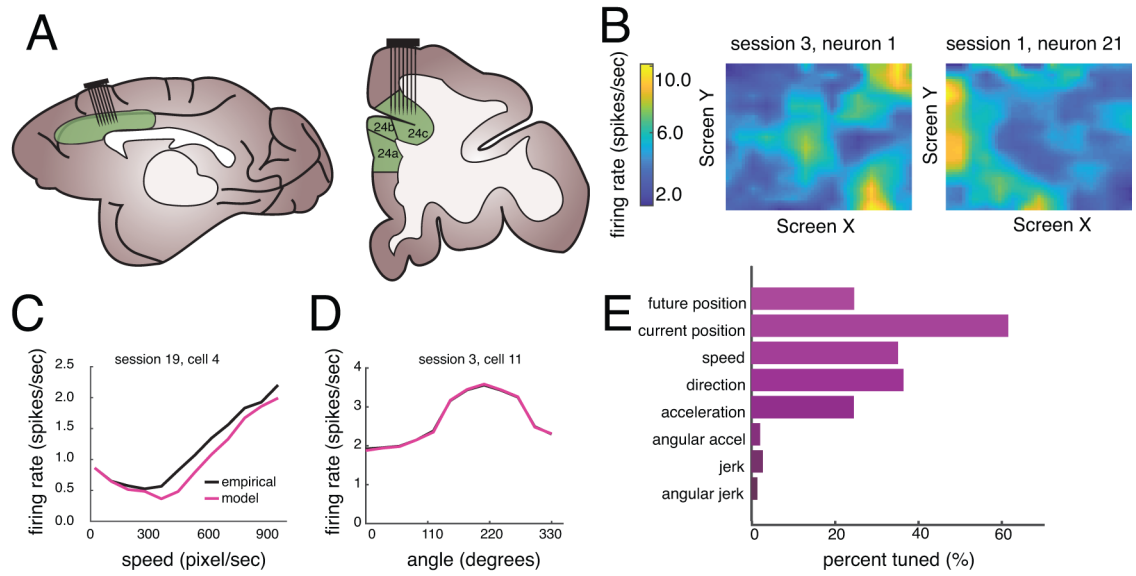 A
24b
24c
24a
B
session 3, neuron 1
session 1, neuron 21
firing rate (spikes/sec)
10.0
6.0
2.0
Screen Y
Screen X
Screen Y
Screen X
C
session 19, cell 4
firing rate (spikes/sec)
2.5
2.0
1.5
1.0
0.5
0.0
empirical
model
0
300
600
900
speed (pixel/sec)
D
session 3, cell 11
firing rate (spikes/sec)
4
3
2
1
0
0
110
220
330
angle (degrees)
E
future position
current position
speed
direction
acceleration
angular accel
jerk
angular jerk
0
20
40
60
percent tuned (%)